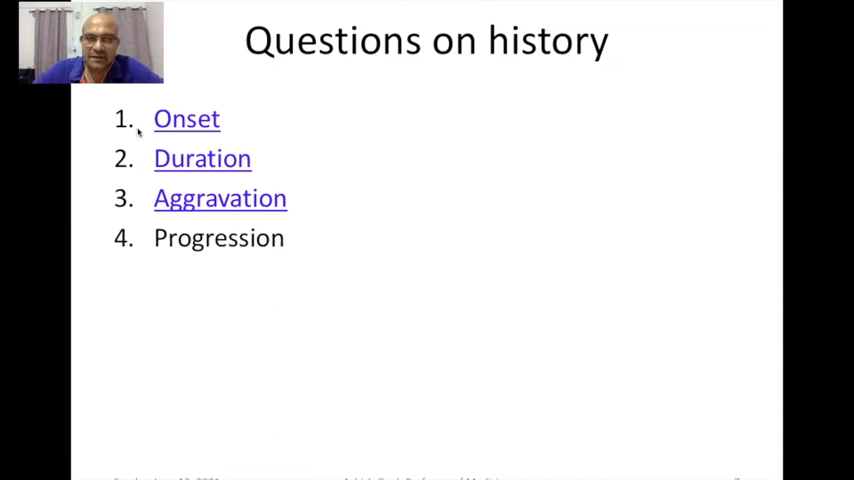 Questions on history
1. Onset
2. Duration
3. Aggravation
4. Progression